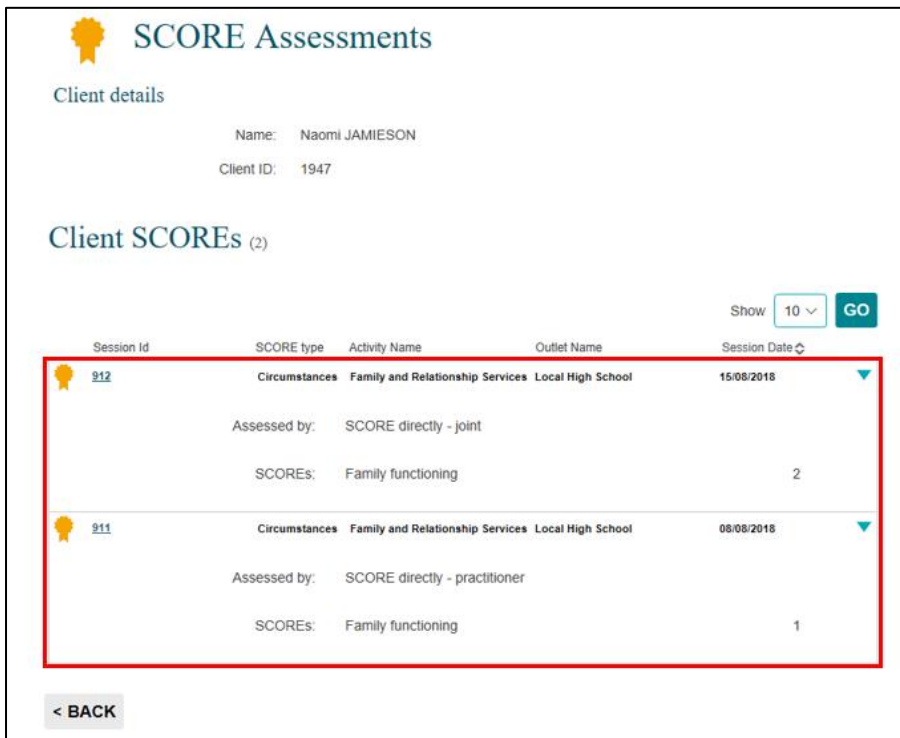 SCORE Assessments
Client details
Name: Naomi JAMIESON
Client ID: 1947
Client SCOREs (2)
Show 10 GO
Session Id SCORE type Activity Name Outlet Name Session Date
912 Circumstances Family and Relationship Services Local High School 15/08/2018
Assessed by: SCORE directly - joint
SCOREs: Family functioning 2
911 Circumstances Family and Relationship Services Local High School 08/08/2018
Assessed by: SCORE directly - practitioner
SCOREs: Family functioning 1
< BACK